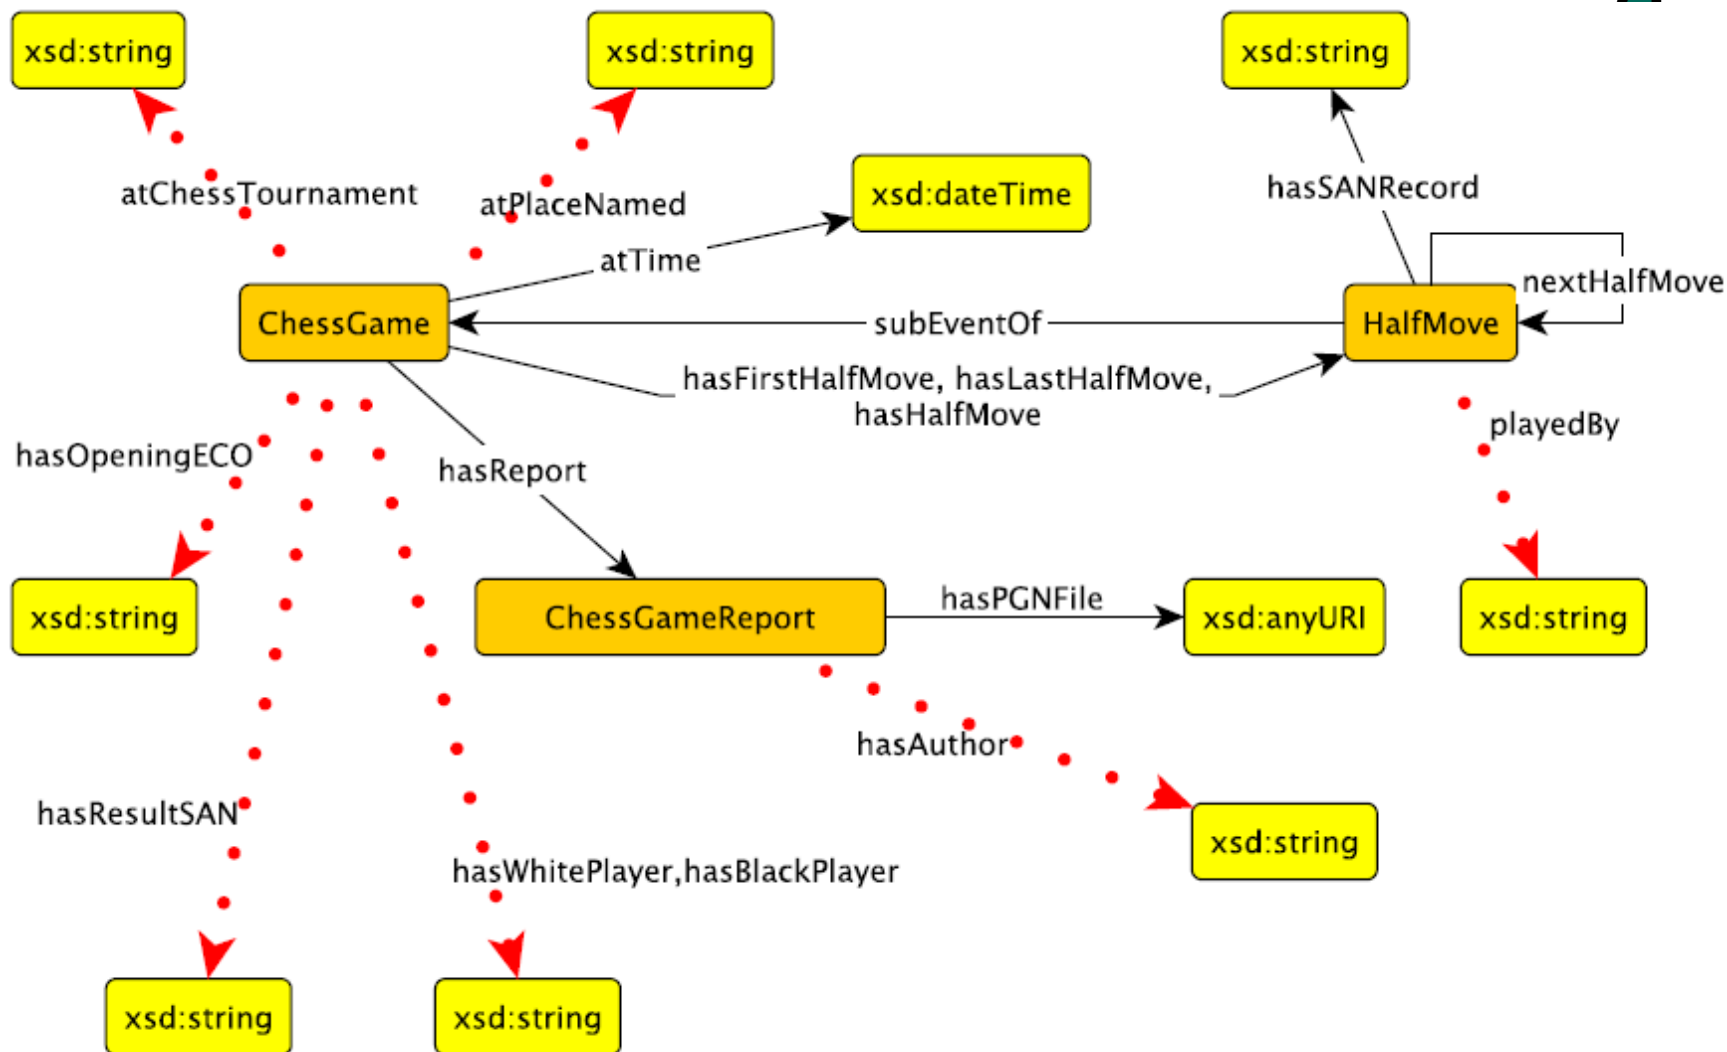 xsd:string
xsd:string
xsd:string
atChessTournament
atPlaceNamed
xsd:dateTime
hasSANRecord
atTime
nextHalfMove
ChessGame
subEventOf
HalfMove
hasFirstHalfMove, hasLastHalfMove,
hasHalfMove
playedBy
hasOpeningECO
hasReport
xsd:string
ChessGameReport
hasPGNFile
xsd:anyURI
xsd:string
hasAuthor
hasResultSAN
xsd:string
hasWhitePlayer,hasBlackPlayer
xsd:string
xsd:string